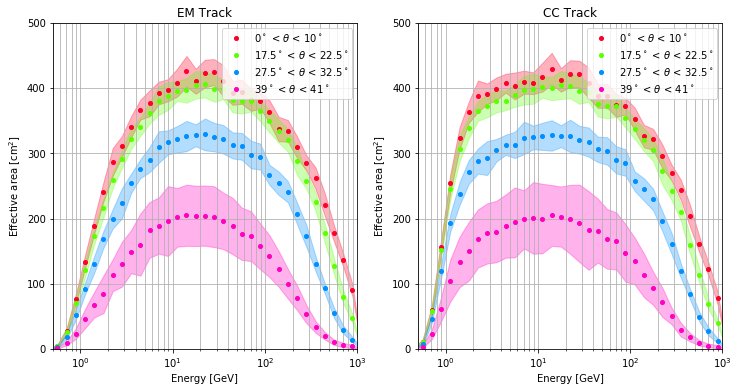 EM Track
500
400
300
200
100
0
Effective area [cm²]
0° < θ < 10°
17.5° < θ < 22.5°
27.5° < θ < 32.5°
39° < θ < 41°
10⁰
10¹
10²
10³
Energy [GeV]
CC Track
500
400
300
200
100
0
Effective area [cm²]
0° < θ < 10°
17.5° < θ < 22.5°
27.5° < θ < 32.5°
39° < θ < 41°
10⁰
10¹
10²
10³
Energy [GeV]